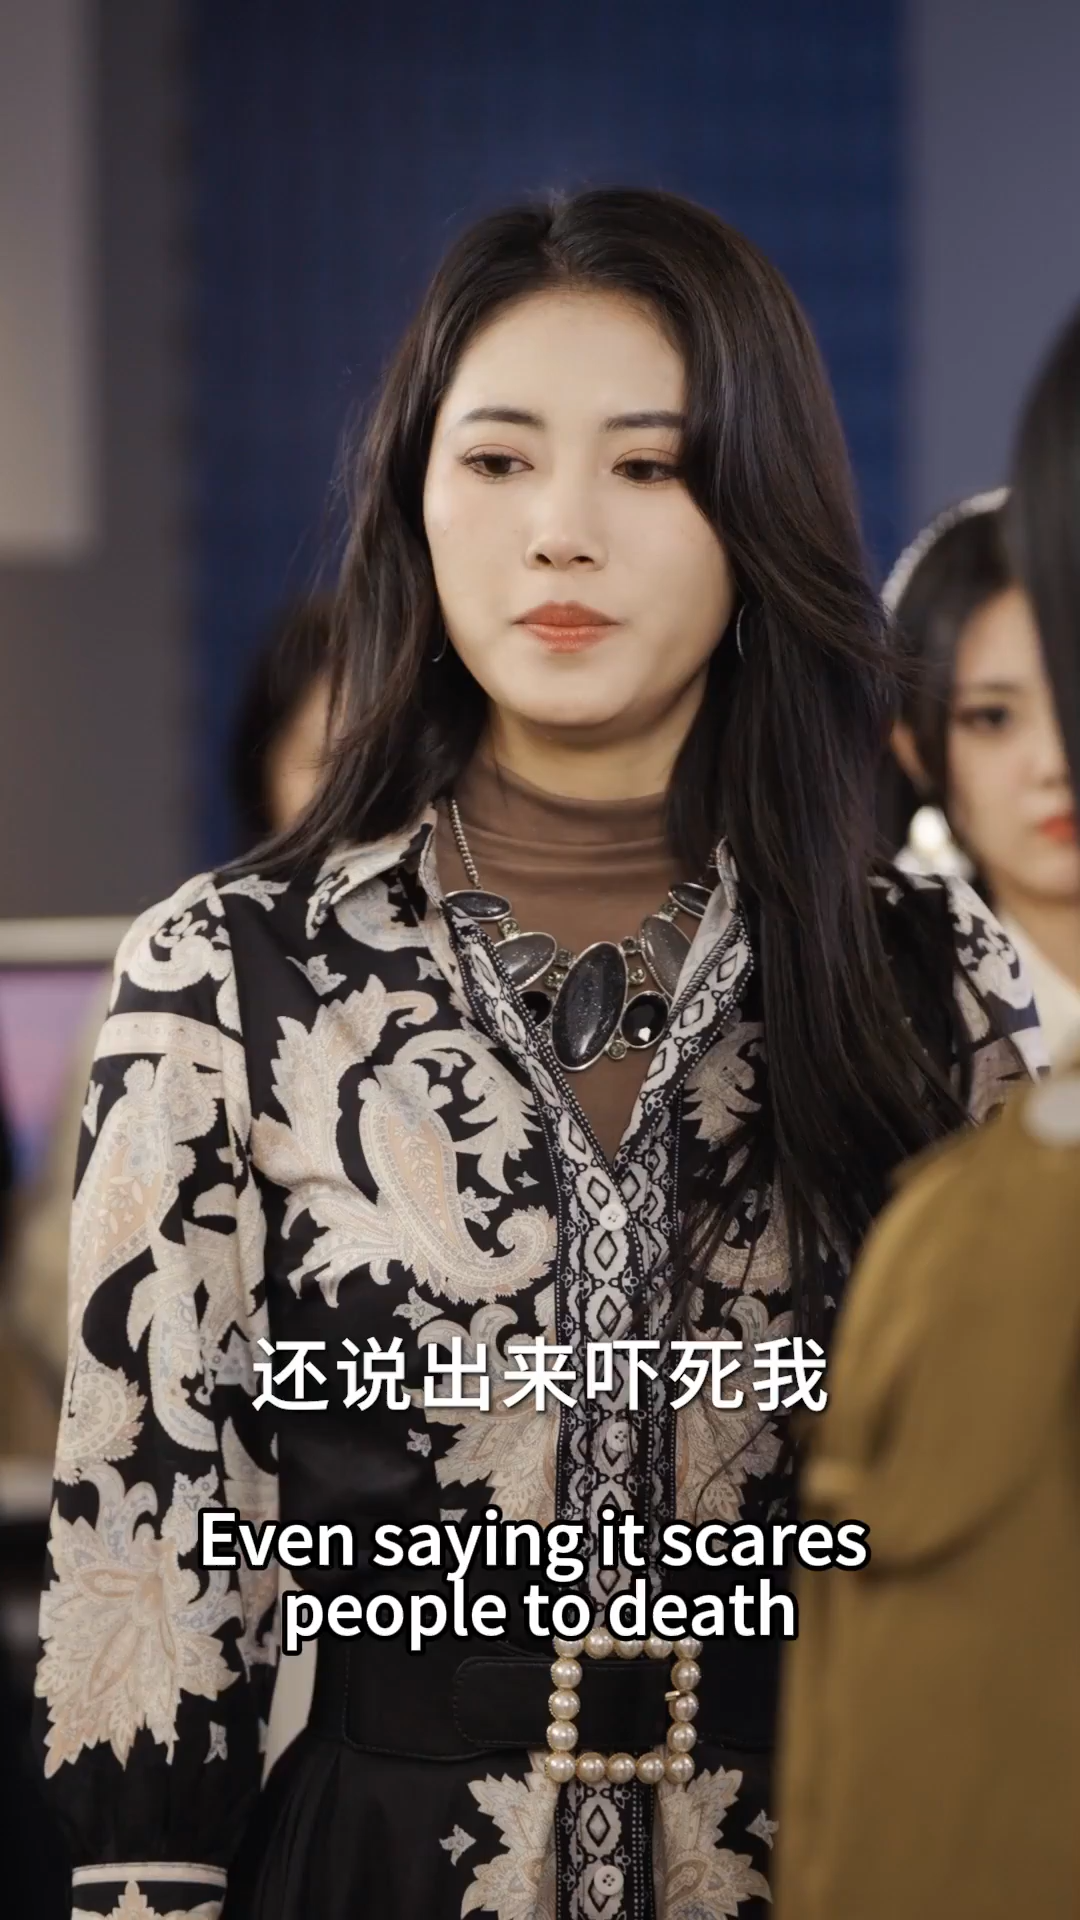 还说出来吓死我
Even saying it scares
people to death